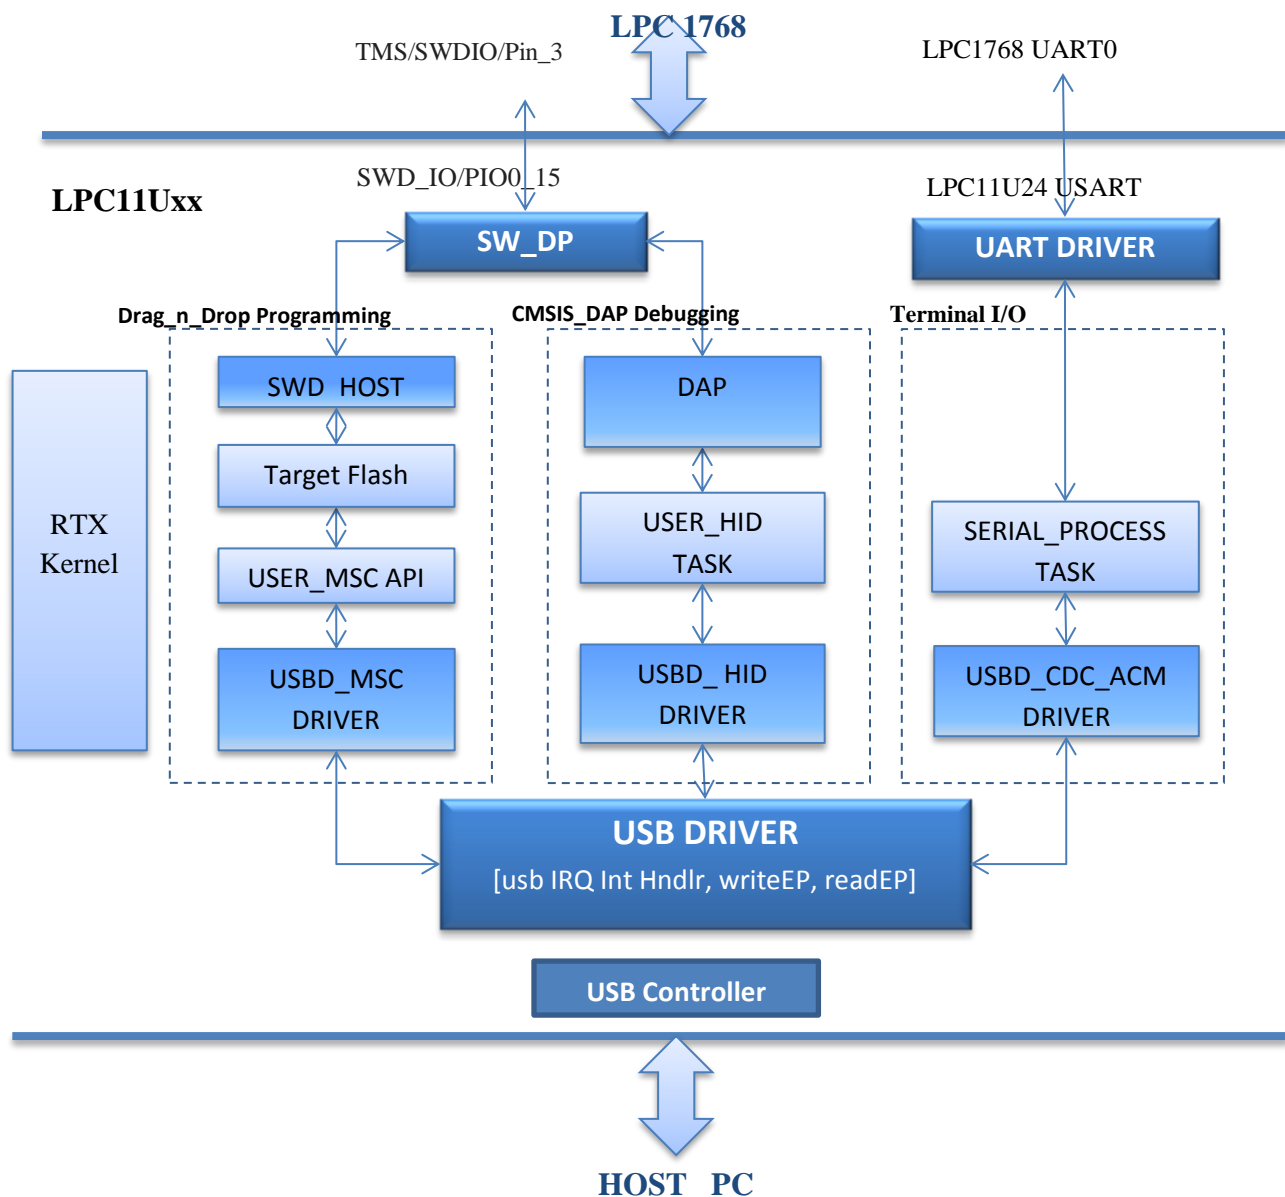 LPC 1768
TMS/SWDIO/Pin_3
LPC1768 UART0
SWD_IO/PIO0_15
LPC11U24 USART
LPC11Uxx
SW_DP
UART DRIVER
Drag_n_Drop Programming
CMSIS_DAP Debugging
Terminal I/O
SWD_HOST
DAP
Target Flash
RTX
Kernel
USER_HID
TASK
SERIAL_PROCESS
TASK
USER_MSC API
USBD_MSC
DRIVER
USBD_ HID
DRIVER
USBD_CDC_ACM
DRIVER
USB DRIVER
[usb IRQ Int Hndlr, writeEP, readEP]
USB Controller
HOST PC